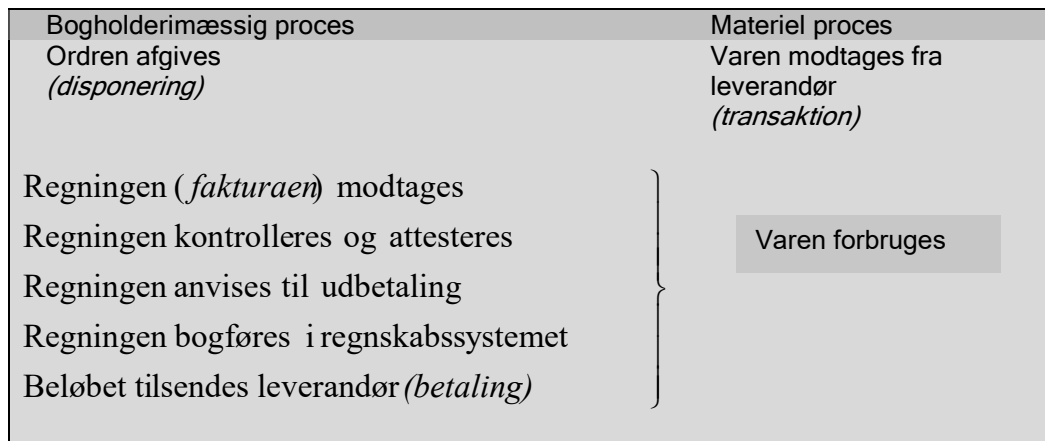 Bogholderimæssig proces
Materiel proces
Ordren afgives
(disponering)
Varen modtages fra
leverandør
(transaktion)
Regningen (fakturaen) modtages
Regningen kontrolleres og attesteres
Regningen anvises til udbetaling
Regningen bogføres i regnskabssystemet
Beløbet tilsendes leverandør (betaling)
Varen forbruges